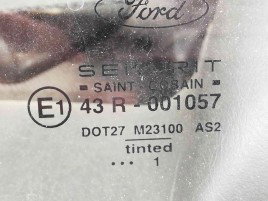 Ford
SEKURIT
SAINT-GOBAIN
E1 43 R-001057
DOT27 M23100 AS2
tinted
... 1